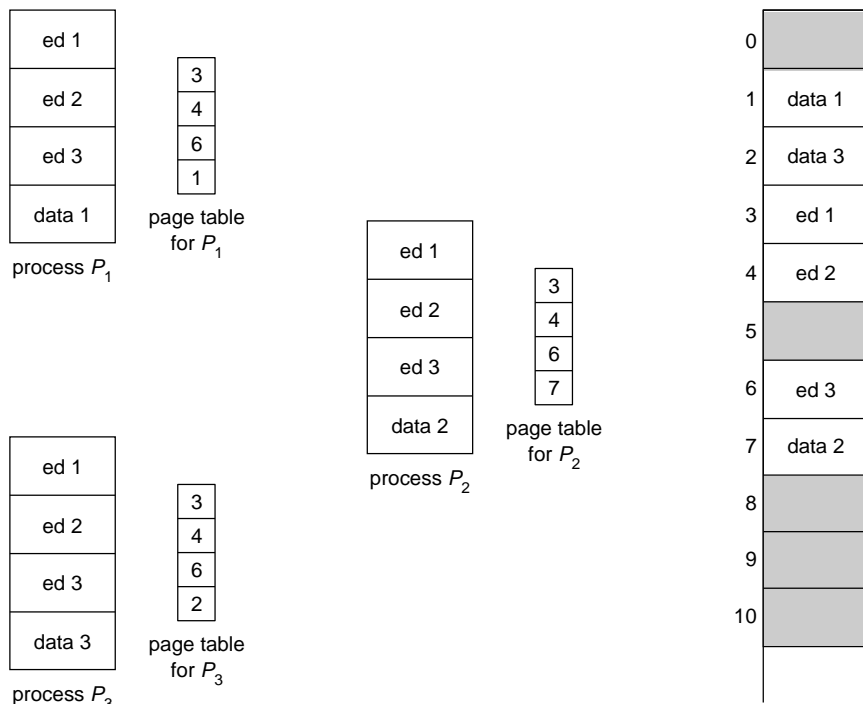 ed 1
ed 2
ed 3
data 1
process P1
3
4
6
1
page table
for P1
ed 1
ed 2
ed 3
data 2
process P2
3
4
6
7
page table
for P2
ed 1
ed 2
ed 3
data 3
process P3
3
4
6
2
page table
for P3
0
1 data 1
2 data 3
3 ed 1
4 ed 2
5
6 ed 3
7 data 2
8
9
10